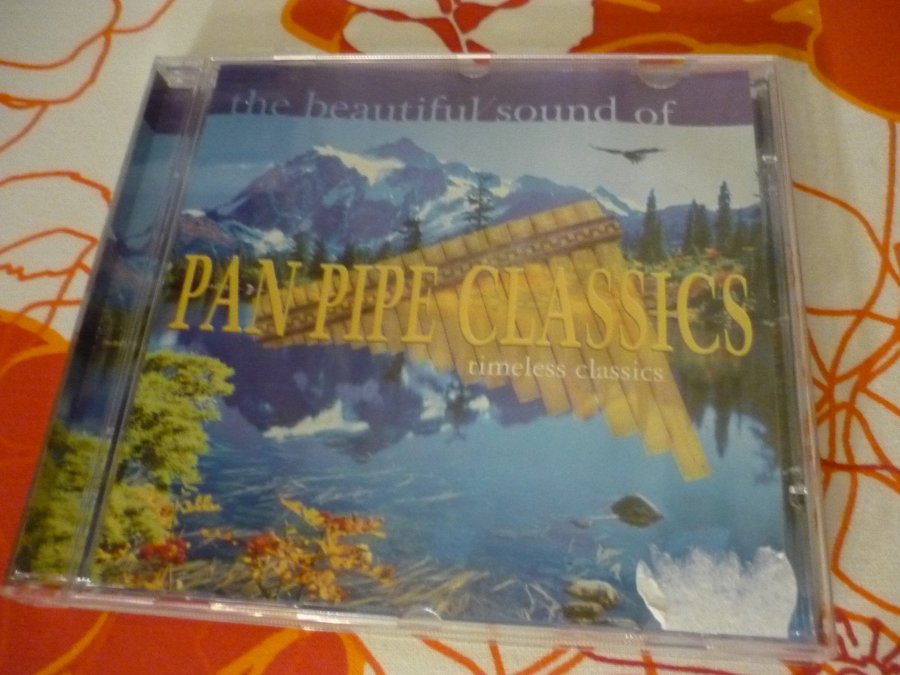 the beautiful sound of
PAN PIPE CLASSICS
timeless classics